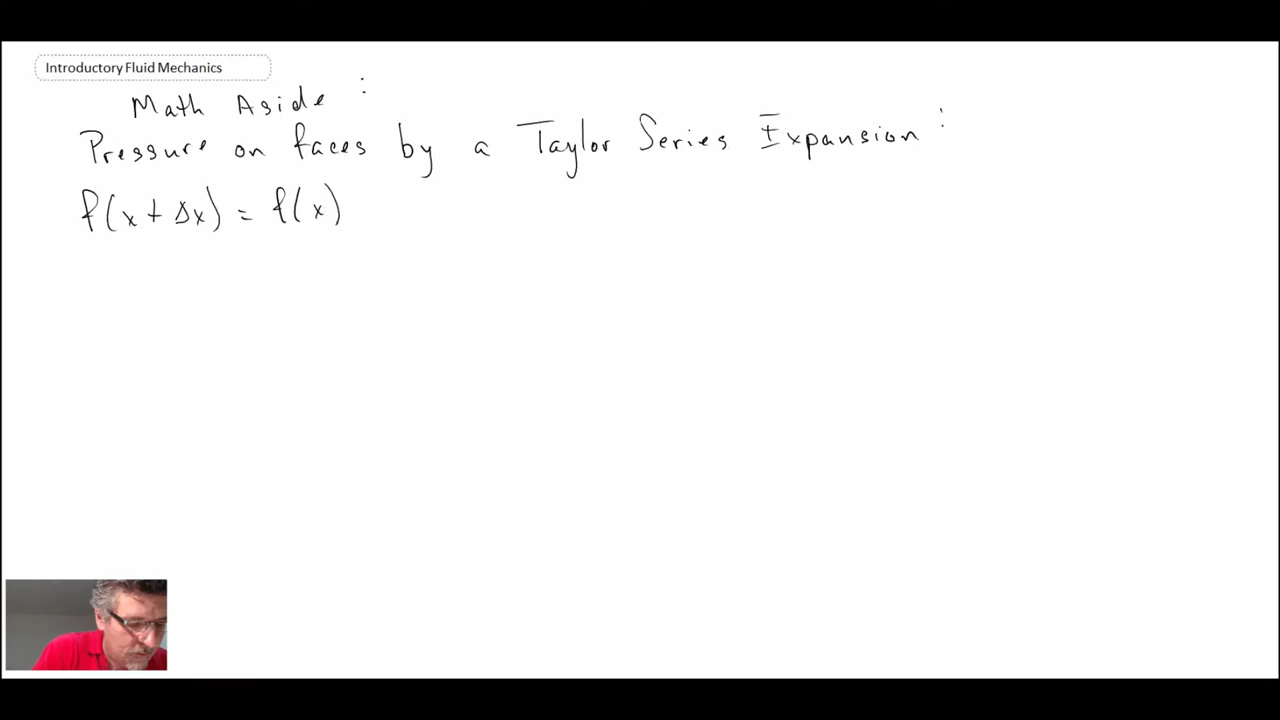 Introductory Fluid Mechanics
Math Aside :
Pressure on faces by a Taylor Series Expansion :
f(x + Δx) = f(x)